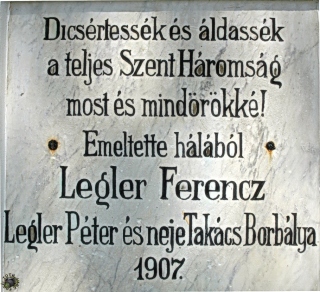 Dicsértessék és áldassék
a teljes Szent Háromság
most és mindörökké!
Emeltette hálából
Legler Ferencz
Legler Péter és neje Takács Borbálya
1907.